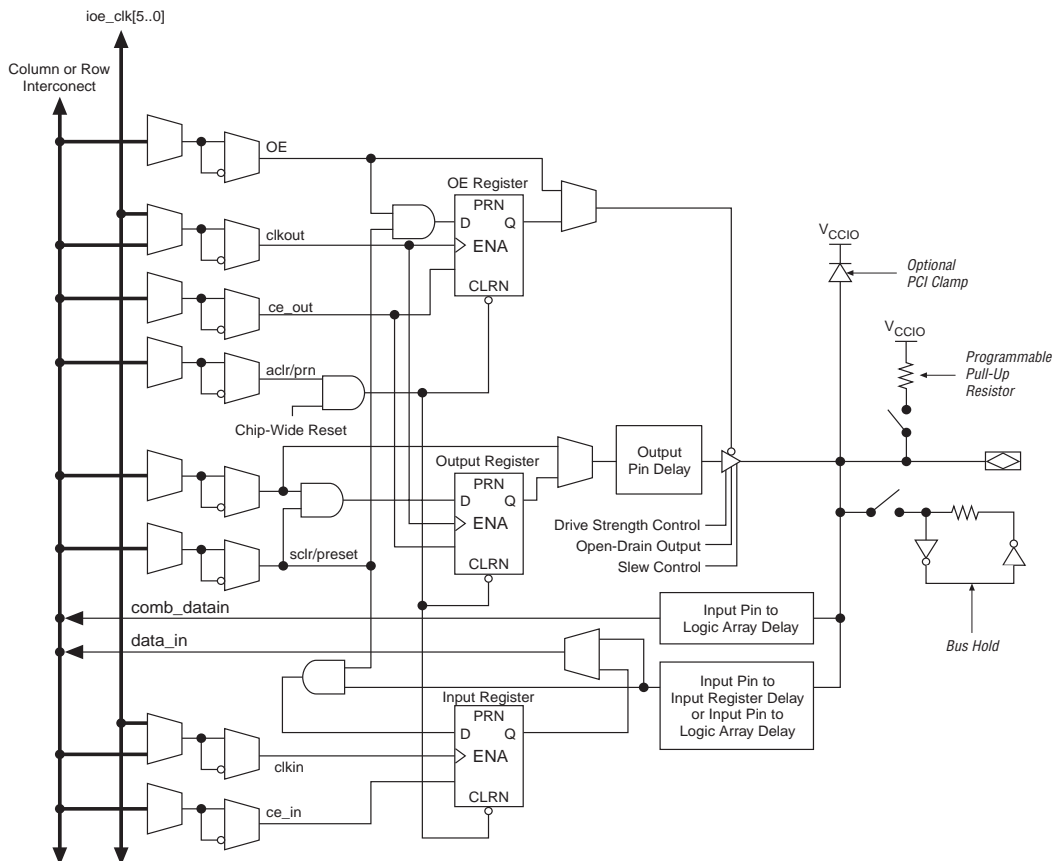 ioe_clk[5..0]
Column or Row
Interconect
OE
OE Register
PRN
D
Q
ENA
CLRN
clkout
ce_out
aclr/prn
Chip-Wide Reset
VCCIO
Optional
PCI Clamp
VCCIO
Programmable
Pull-Up
Resistor
Output Register
PRN
D
Q
ENA
CLRN
Output
Pin Delay
Drive Strength Control
Open-Drain Output
Slew Control
sclr/preset
comb_datain
Input Pin to
Logic Array Delay
Bus Hold
data_in
Input Pin to
Input Register Delay
or Input Pin to
Logic Array Delay
Input Register
PRN
D
Q
ENA
CLRN
clkin
ce_in